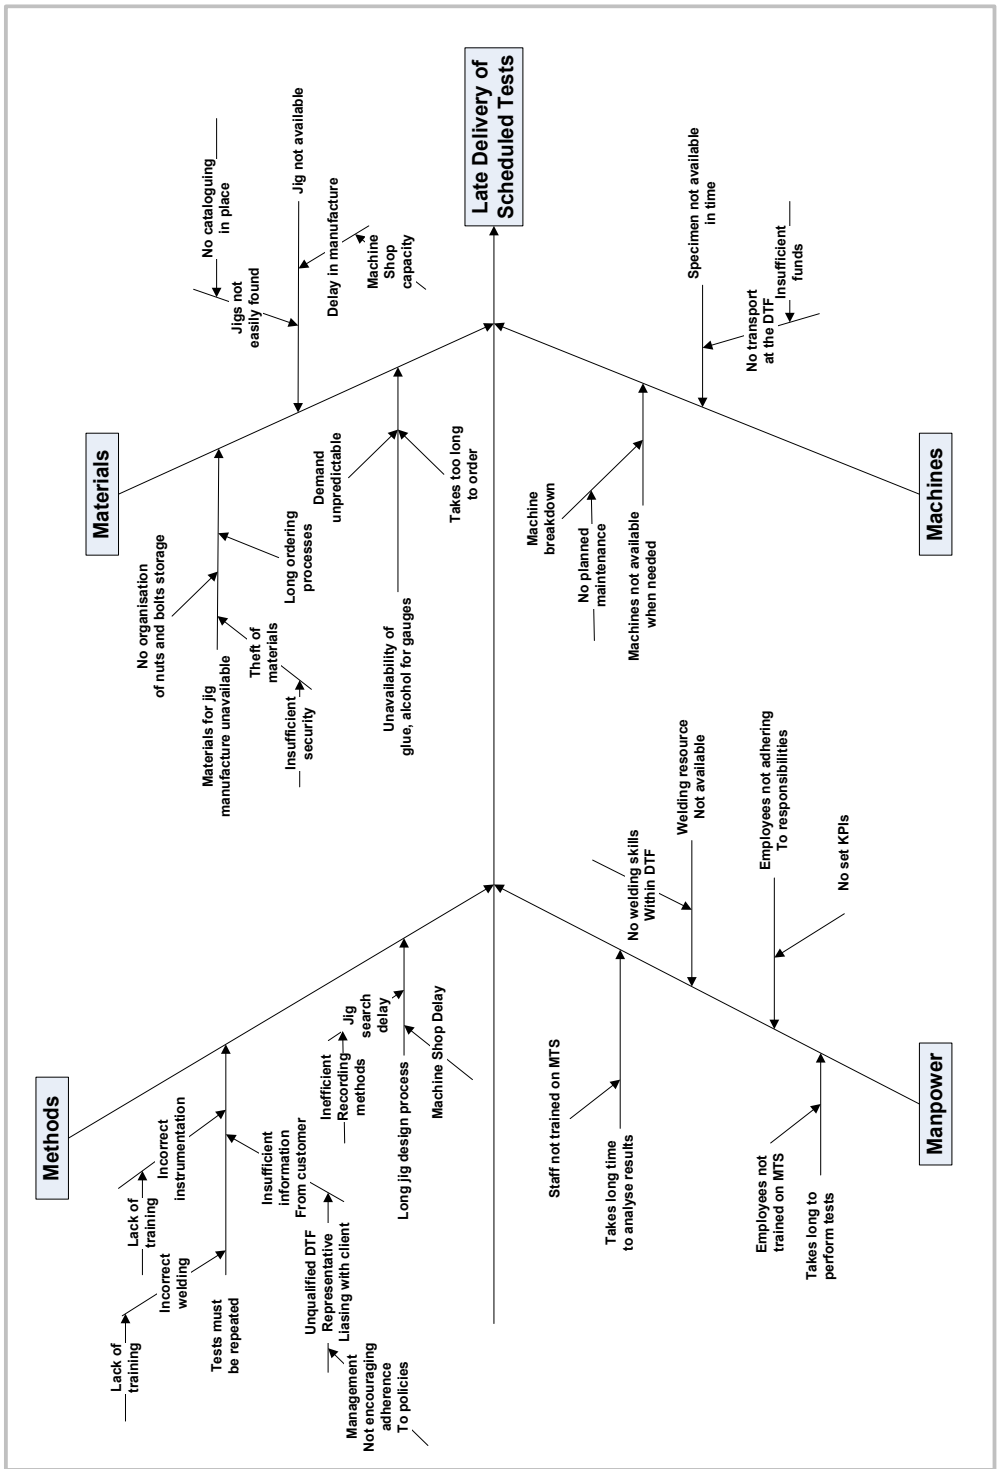 Methods
Lack of
training
Lack of
training
Incorrect
welding
Incorrect
instrumentation
Tests must
be repeated
Insufficient
information
From customer
Unqualified DTF
Representative
Liasing with client
Management
Not encouraging
adherence
To policies
Inefficient
Recording
methods
Jig
search
delay
Long jig design process
Machine Shop Delay
Materials
No organisation
of nuts and bolts storage
Materials for jig
manufacture unavailable
Long ordering
processes
Theft of
materials
Insufficient
security
No cataloguing
in place
Jigs not
easily found
Jig not available
Delay in manufacture
Machine
Shop
capacity
Demand
unpredictable
Unavailability of
glue, alcohol for gauges
Takes too long
to order
Late Delivery of
Scheduled Tests
Manpower
Staff not trained on MTS
Takes long time
to analyse results
No welding skills
Within DTF
Welding resource
Not available
Employees not adhering
To responsibilities
No set KPIs
Employees not
trained on MTS
Takes long to
perform tests
Machines
Machine
breakdown
No planned
maintenance
Machines not available
when needed
Specimen not available
in time
No transport
at the DTF
Insufficient
funds